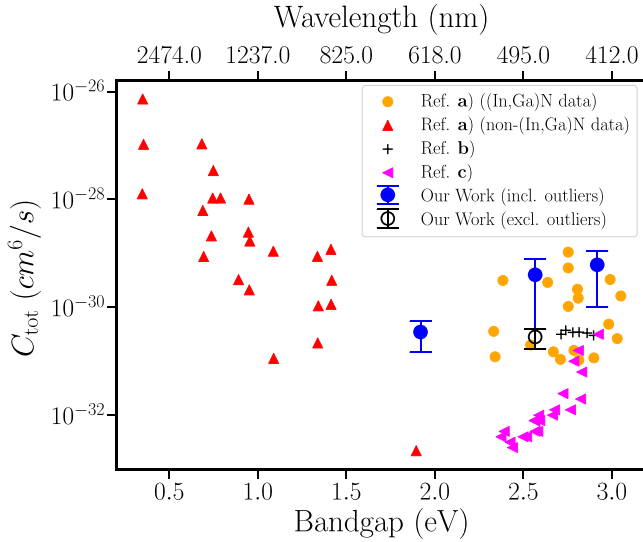 Wavelength (nm)
2474.0 1237.0 825.0 618.0 495.0 412.0
10⁻²⁶
10⁻²⁸
10⁻³⁰
10⁻³²
C_tot (cm⁶/s)
Ref. a) ((In,Ga)N data)
Ref. a) (non-(In,Ga)N data)
Ref. b)
Ref. c)
Our Work (incl. outliers)
Our Work (excl. outliers)
0.5 1.0 1.5 2.0 2.5 3.0
Bandgap (eV)